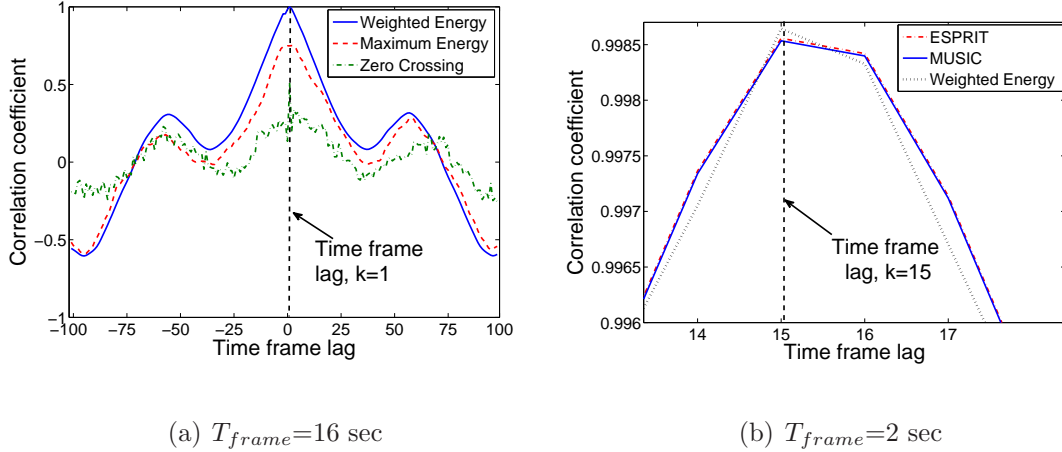 1
0.5
0
−0.5
−1
Correlation coefficient
Weighted Energy
Maximum Energy
Zero Crossing
Time frame
lag, k=1
−100 −75 −50 −25 0 25 50 75 100
Time frame lag
(a) T_frame=16 sec
0.9985
0.998
0.9975
0.997
0.9965
0.996
Correlation coefficient
ESPRIT
MUSIC
Weighted Energy
Time frame
lag, k=15
14 15 16 17
Time frame lag
(b) T_frame=2 sec